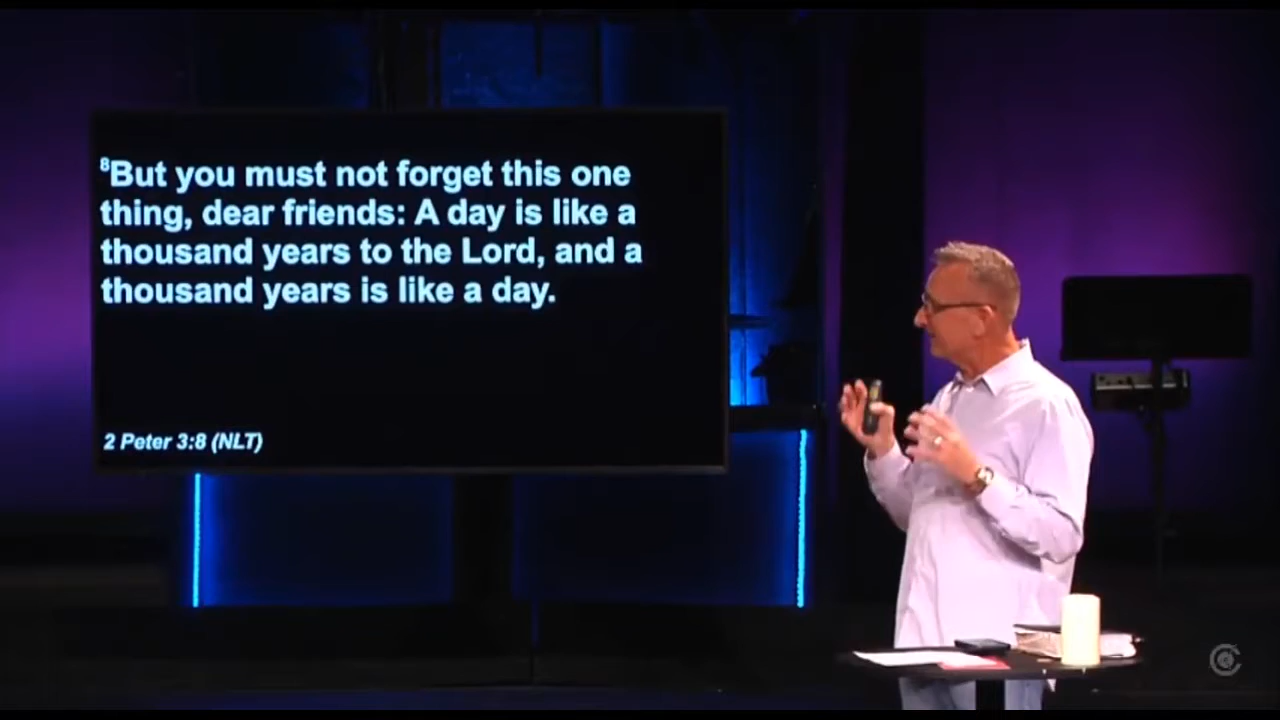 ⁸But you must not forget this one
thing, dear friends: A day is like a
thousand years to the Lord, and a
thousand years is like a day.
2 Peter 3:8 (NLT)